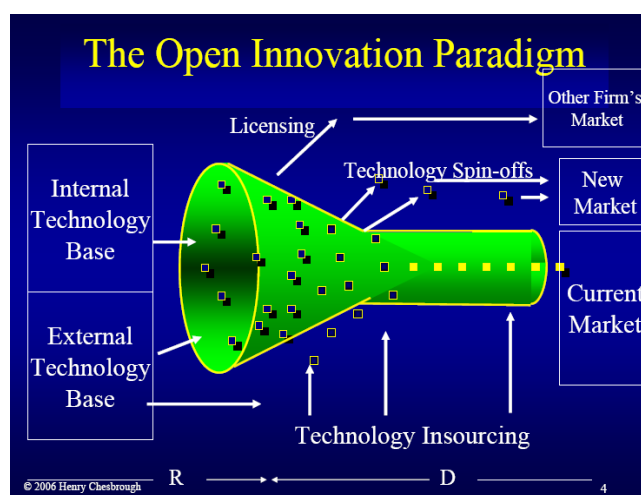 The Open Innovation Paradigm
Other Firm's
Market
Licensing
Technology Spin-offs
Internal
Technology
Base
New
Market
External
Technology
Base
Current
Market
Technology Insourcing
R
D
© 2006 Henry Chesbrough
4